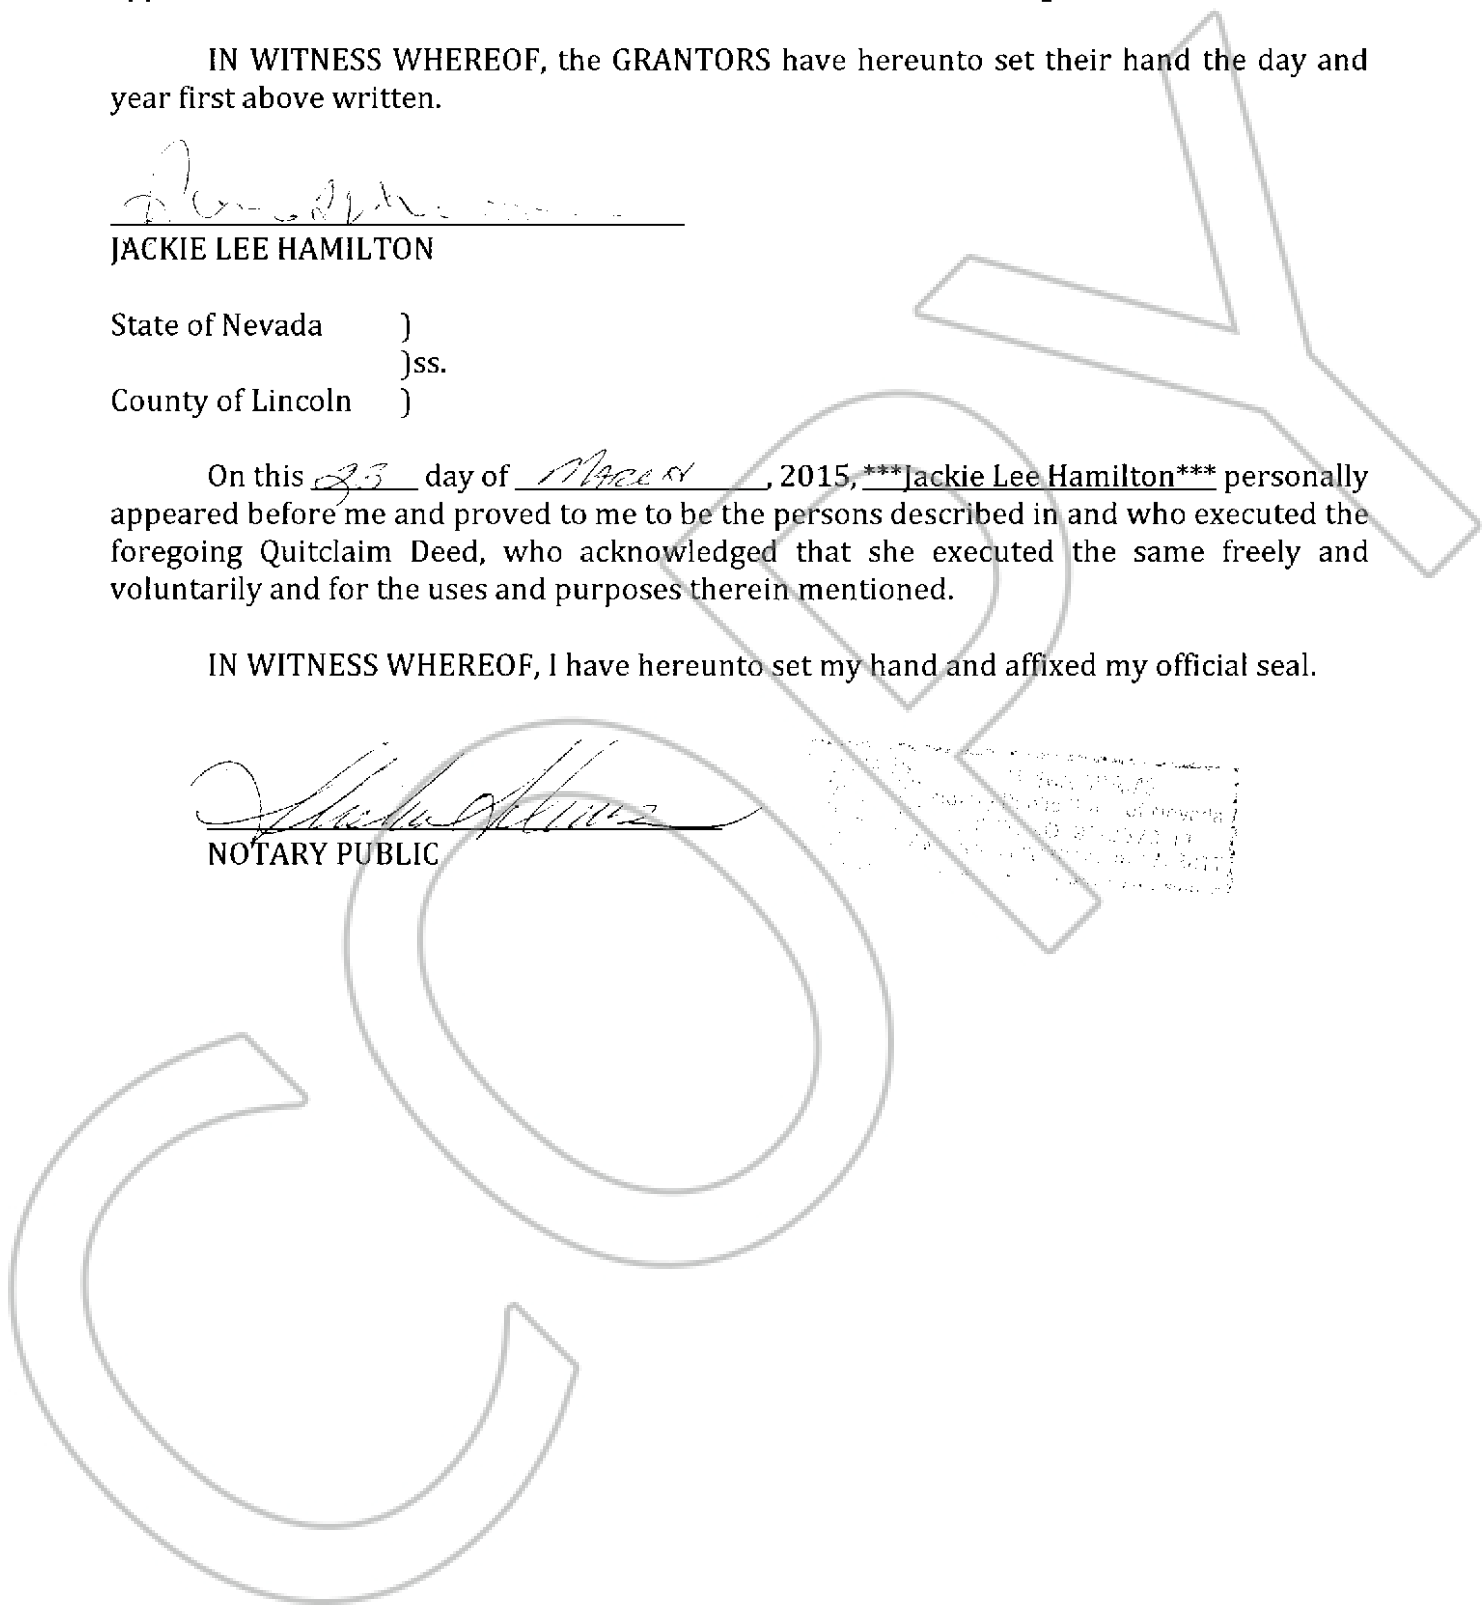 IN WITNESS WHEREOF, the GRANTORS have hereunto set their hand the day and
year first above written.
JACKIE LEE HAMILTON
State of Nevada )
)ss.
County of Lincoln )
On this 23 day of March, 2015, ***Jackie Lee Hamilton*** personally
appeared before me and proved to me to be the persons described in and who executed the
foregoing Quitclaim Deed, who acknowledged that she executed the same freely and
voluntarily and for the uses and purposes therein mentioned.
IN WITNESS WHEREOF, I have hereunto set my hand and affixed my official seal.
NOTARY PUBLIC
COPY